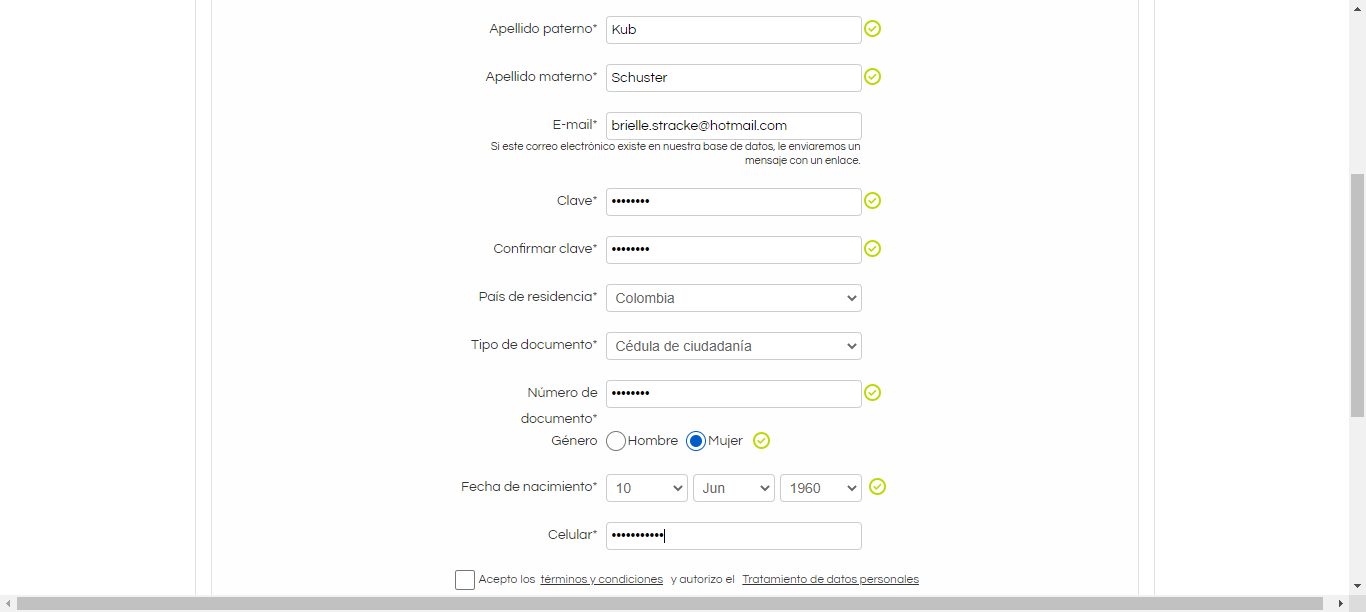 Apellido paterno* Kub
Apellido materno* Schuster
E-mail* brielle.stracke@hotmail.com
Si este correo electrónico existe en nuestra base de datos, le enviaremos un
mensaje con un enlace.
Clave* ••••••••
Confirmar clave* ••••••••
País de residencia* Colombia
Tipo de documento* Cédula de ciudadanía
Número de ••••••••
documento*
Género Hombre Mujer
Fecha de nacimiento* 10 Jun 1960
Celular* •••••••••••
Acepto los términos y condiciones y autorizo el Tratamiento de datos personales